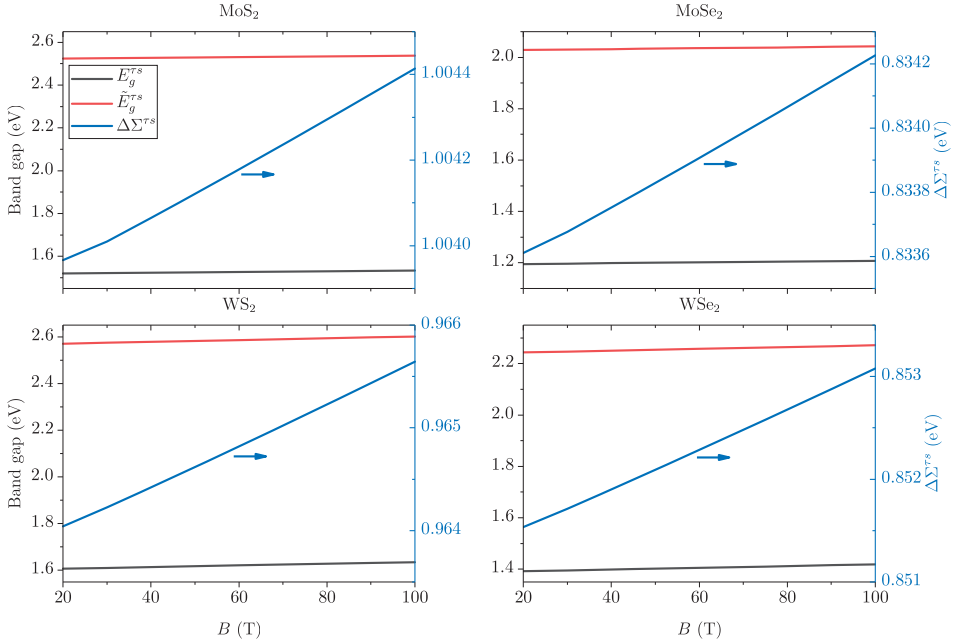 MoS₂
MoSe₂
2.6
2.4
2.2
2.0
1.8
1.6
Band gap (eV)
E_g^{τs}
Ẽ_g^{τs}
ΔΣ^{τs}
1.0044
1.0042
1.0040
2.0
1.8
1.6
1.4
1.2
0.8342
0.8340
0.8338
0.8336
ΔΣ^{τs} (eV)
WS₂
WSe₂
2.6
2.4
2.2
2.0
1.8
1.6
Band gap (eV)
0.966
0.965
0.964
2.2
2.0
1.8
1.6
1.4
0.853
0.852
0.851
ΔΣ^{τs} (eV)
20 40 60 80 100
20 40 60 80 100
B (T)
B (T)